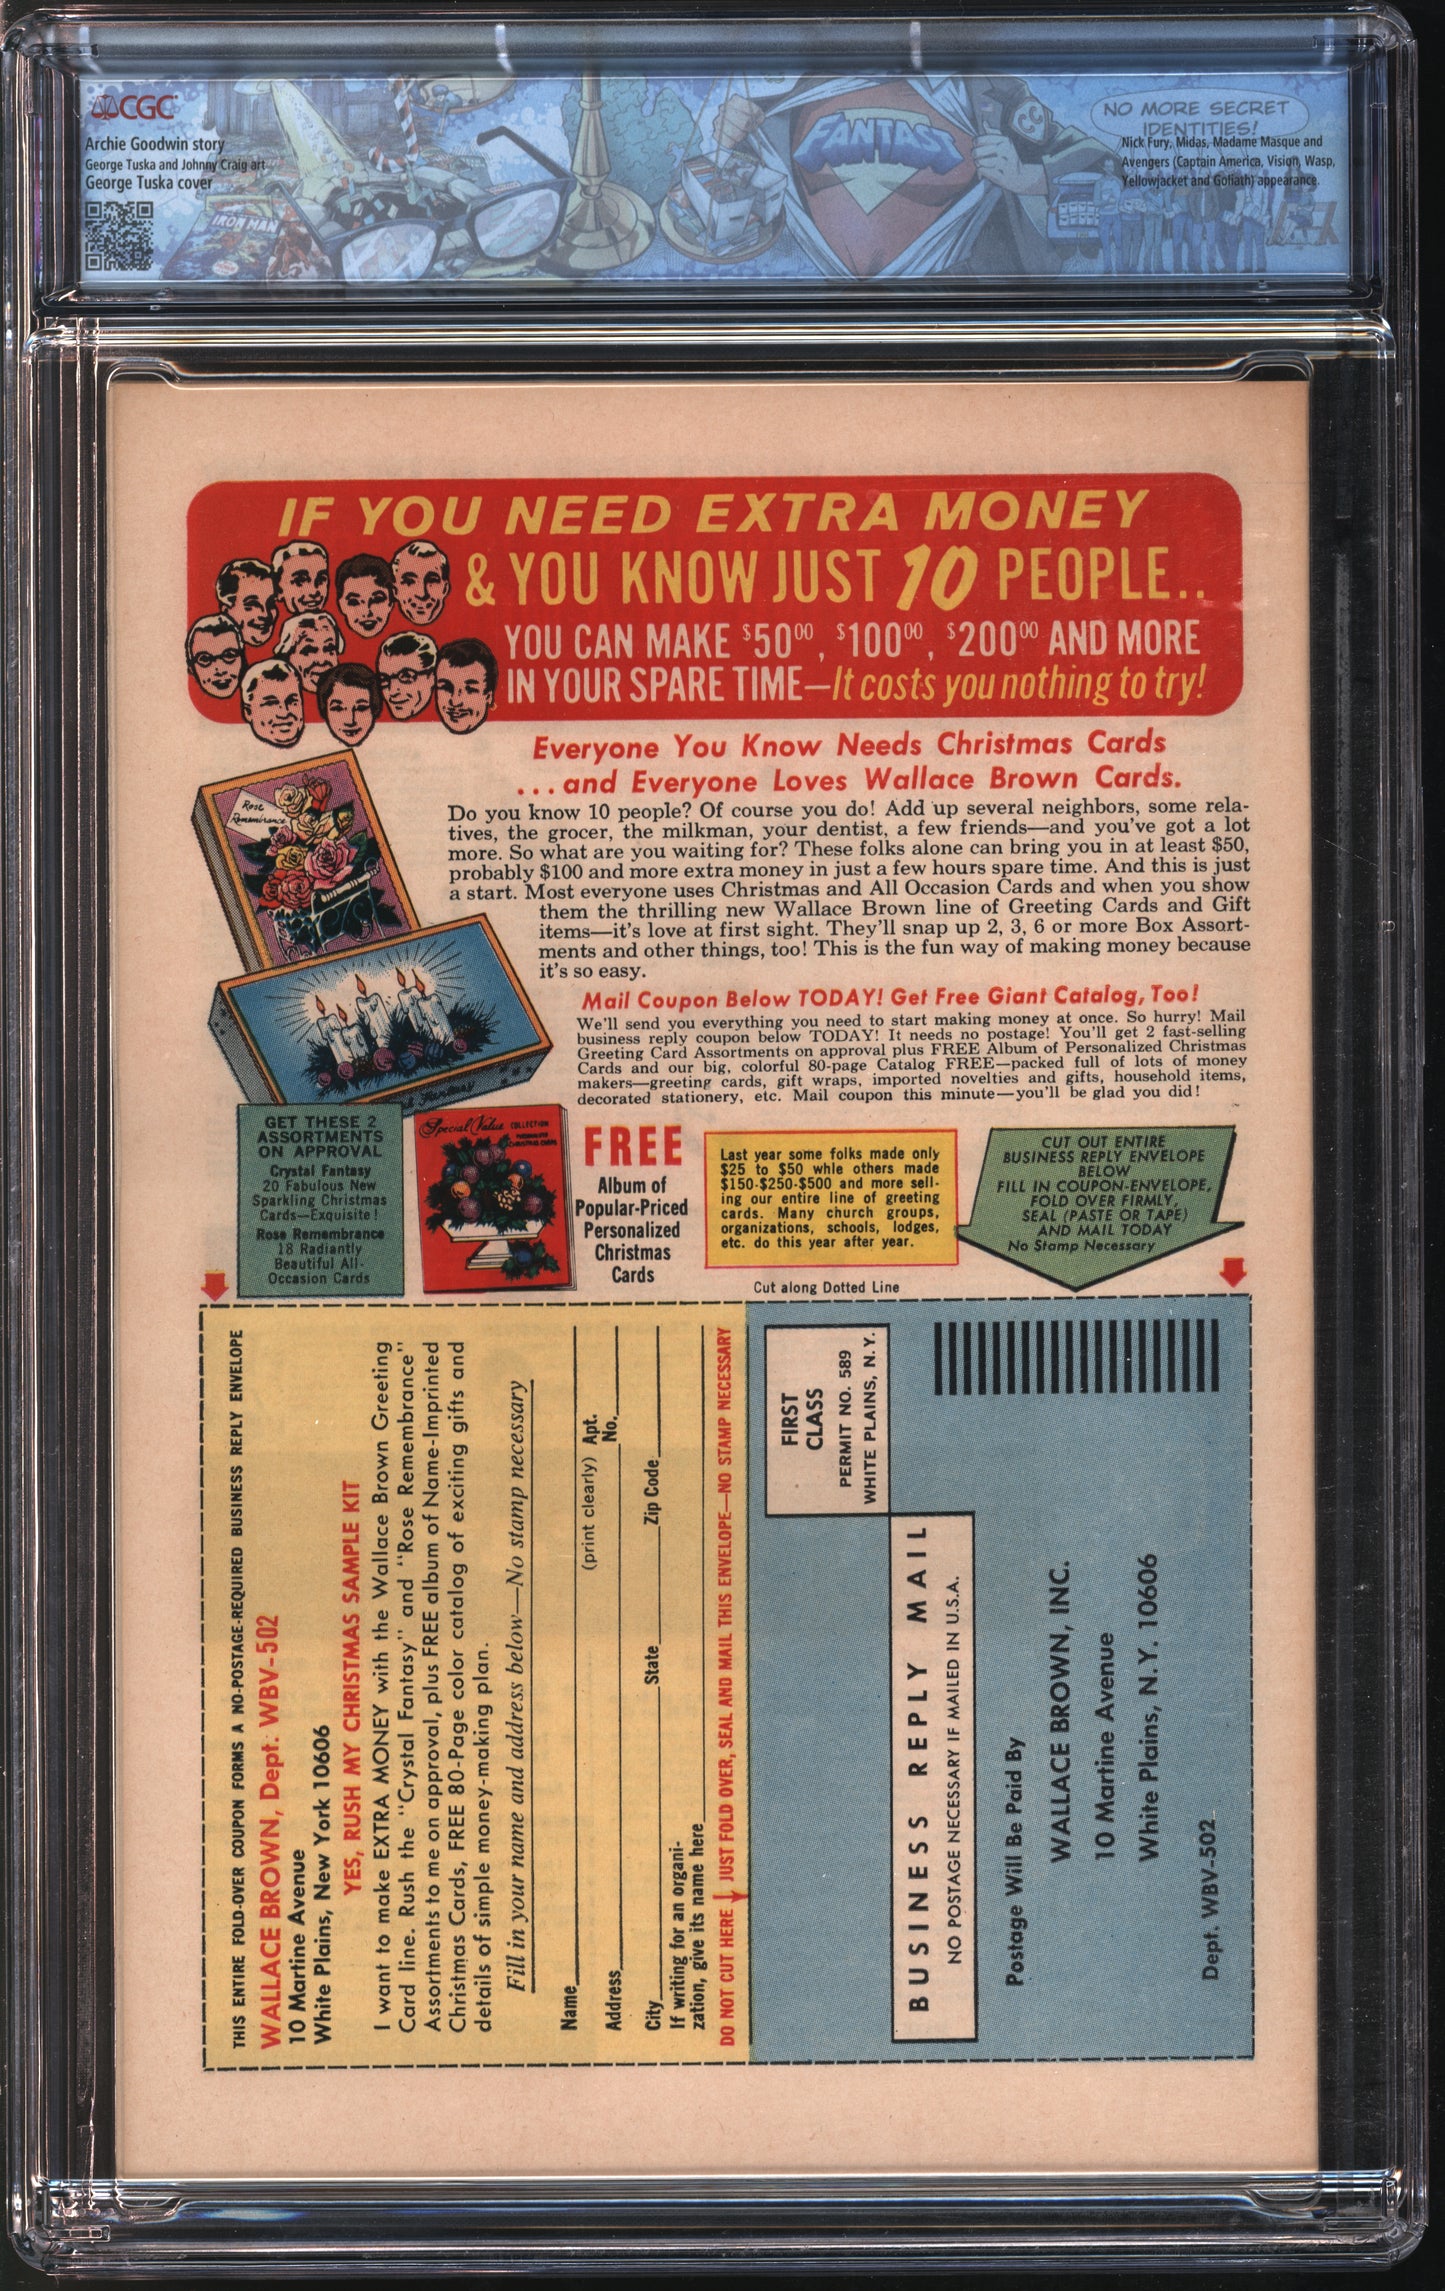 CGC
Archie Goodwin story
George Tuska and Johnny Craig art
George Tuska cover
IRON MAN
FANTAST
NO MORE SECRET
IDENTITIES!
Nick Fury, Midas, Madame Masque and
Avengers (Captain America, Vision, Wasp,
Yellowjacket and Goliath) appearance.
IF YOU NEED EXTRA MONEY
& YOU KNOW JUST 10 PEOPLE..
YOU CAN MAKE $5000, $10000, $20000 AND MORE
IN YOUR SPARE TIME—It costs you nothing to try!
Everyone You Know Needs Christmas Cards
...and Everyone Loves Wallace Brown Cards.
Rose
Remembrance
Do you know 10 people? Of course you do! Add up several neighbors, some rela-
tives, the grocer, the milkman, your dentist, a few friends—and you've got a lot
more. So what are you waiting for? These folks alone can bring you in at least $50,
probably $100 and more extra money in just a few hours spare time. And this is just
a start. Most everyone uses Christmas and All Occasion Cards and when you show
them the thrilling new Wallace Brown line of Greeting Cards and Gift
items—it's love at first sight. They'll snap up 2, 3, 6 or more Box Assort-
ments and other things, too! This is the fun way of making money because
it's so easy.
Mail Coupon Below TODAY! Get Free Giant Catalog, Too!
We'll send you everything you need to start making money at once. So hurry! Mail
business reply coupon below TODAY! It needs no postage! You'll get 2 fast-selling
Greeting Card Assortments on approval plus FREE Album of Personalized Christmas
Cards and our big, colorful 80-page Catalog FREE—packed full of lots of money
makers—greeting cards, gift wraps, imported novelties and gifts, household items,
decorated stationery, etc. Mail coupon this minute—you'll be glad you did!
Fantasy
GET THESE 2
ASSORTMENTS
ON APPROVAL
Crystal Fantasy
20 Fabulous New
Sparkling Christmas
Cards—Exquisite!
Rose Remembrance
18 Radiantly
Beautiful All-
Occasion Cards
Special Value COLLECTION
PERSONALIZED
CHRISTMAS CARDS
FREE
Album of
Popular-Priced
Personalized
Christmas
Cards
Last year some folks made only
$25 to $50 whle others made
$150-$250-$500 and more sell-
ing our entire line of greeting
cards. Many church groups,
organizations, schools, lodges,
etc. do this year after year.
CUT OUT ENTIRE
BUSINESS REPLY ENVELOPE
BELOW
FILL IN COUPON-ENVELOPE,
FOLD OVER FIRMLY,
SEAL (PASTE OR TAPE)
AND MAIL TODAY
No Stamp Necessary
Cut along Dotted Line
THIS ENTIRE FOLD-OVER COUPON FORMS A NO-POSTAGE-REQUIRED BUSINESS REPLY ENVELOPE
WALLACE BROWN, Dept. WBV-502
10 Martine Avenue
White Plains, New York 10606
YES, RUSH MY CHRISTMAS SAMPLE KIT
I want to make EXTRA MONEY with the Wallace Brown Greeting
Card line. Rush the "Crystal Fantasy" and "Rose Remembrance"
Assortments to me on approval, plus FREE album of Name-Imprinted
Christmas Cards, FREE 80-Page color catalog of exciting gifts and
details of simple money-making plan.
Fill in your name and address below—No stamp necessary
Name
(print clearly)
Address Apt. No.
City State Zip Code
If writing for an organi-
zation, give its name here
DO NOT CUT HERE JUST FOLD OVER, SEAL AND MAIL THIS ENVELOPE—NO STAMP NECESSARY
FIRST
CLASS
PERMIT NO. 589
WHITE PLAINS, N.Y.
BUSINESS REPLY MAIL
NO POSTAGE NECESSARY IF MAILED IN U.S.A.
Postage Will Be Paid By
WALLACE BROWN, INC.
10 Martine Avenue
White Plains, N.Y. 10606
Dept. WBV-502